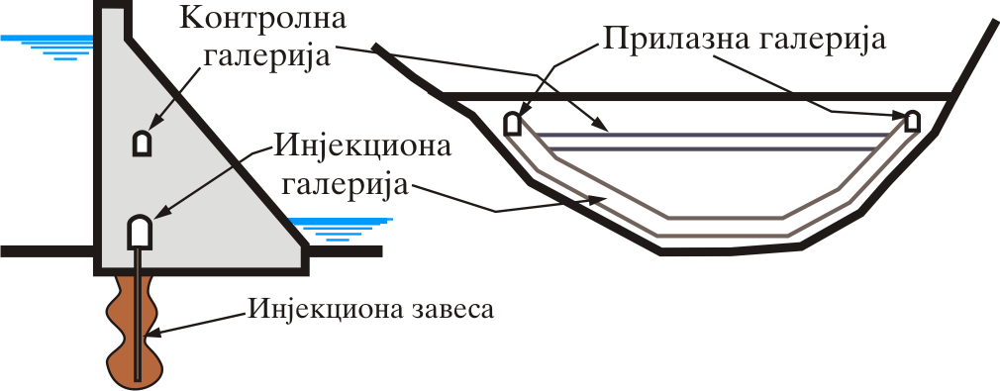 Контролна
галерија
Прилазна галерија
Инјекциона
галерија
Инјекциона завеса